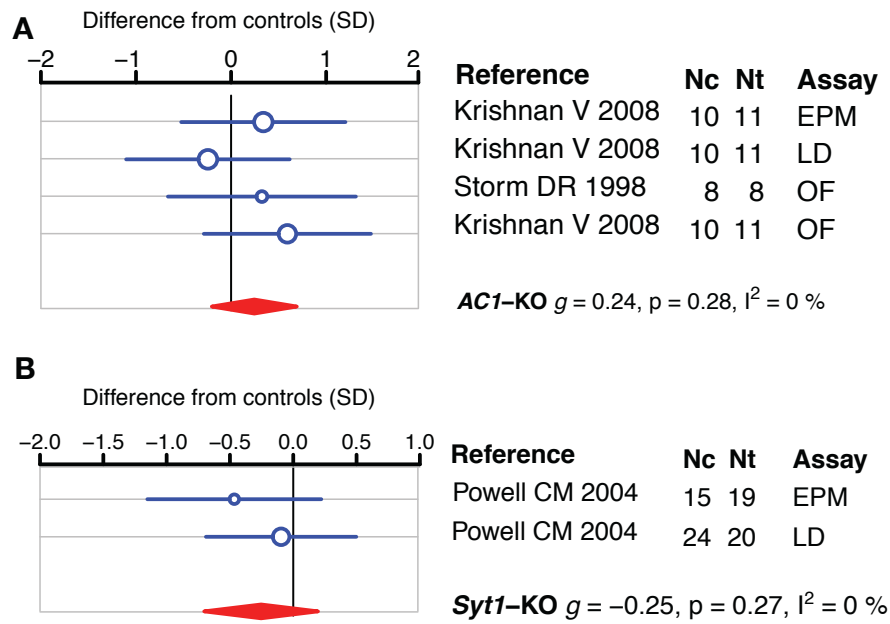 A
Difference from controls (SD)
−2 −1 0 1 2
Reference Nc Nt Assay
Krishnan V 2008 10 11 EPM
Krishnan V 2008 10 11 LD
Storm DR 1998 8 8 OF
Krishnan V 2008 10 11 OF
AC1−KO g = 0.24, p = 0.28, I² = 0 %
B
Difference from controls (SD)
−2.0 −1.5 −1.0 −0.5 0.0 0.5 1.0
Reference Nc Nt Assay
Powell CM 2004 15 19 EPM
Powell CM 2004 24 20 LD
Syt1−KO g = −0.25, p = 0.27, I² = 0 %